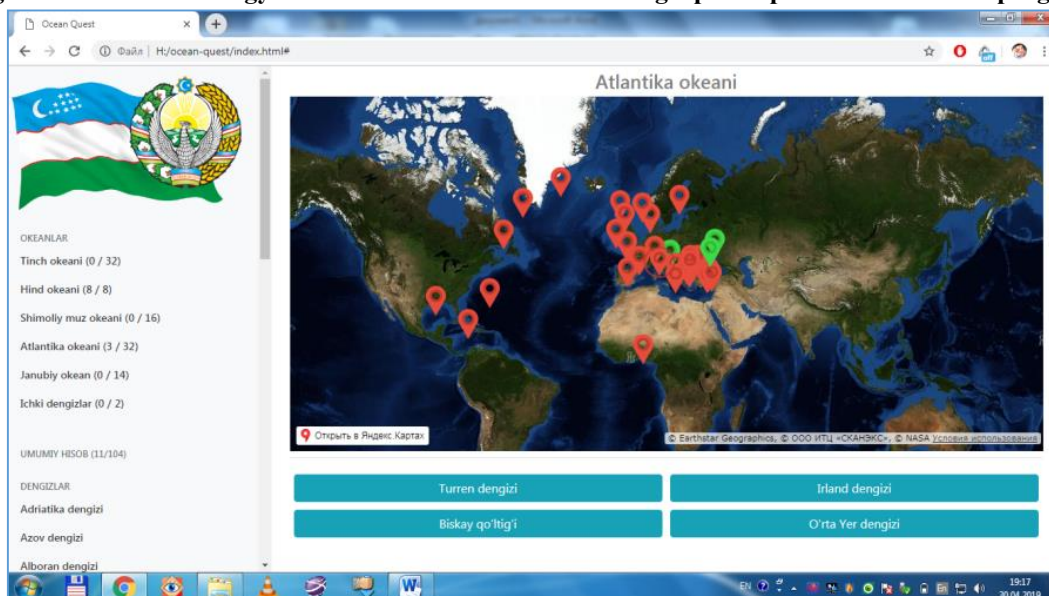 Ocean Quest
Файл | H:/ocean-quest/index.html#
off
Atlantika okeani
OKEANLAR
Tinch okeani (0 / 32)
Hind okeani (8 / 8)
Shimoliy muz okeani (0 / 16)
Atlantika okeani (3 / 32)
Janubiy okean (0 / 14)
Ichki dengizlar (0 / 2)
UMUMIY HISOB (11/104)
DENGIZLAR
Adriatika dengizi
Azov dengizi
Alboran dengizi
Открыть в Яндекс.Картах
© Earthstar Geographics, © ООО ИТЦ «СКАНЭКС», © NASA Условия использования
Turren dengizi
Irland dengizi
Biskay qo'ltig'i
O'rta Yer dengizi
EN
19:17
30.04.2019